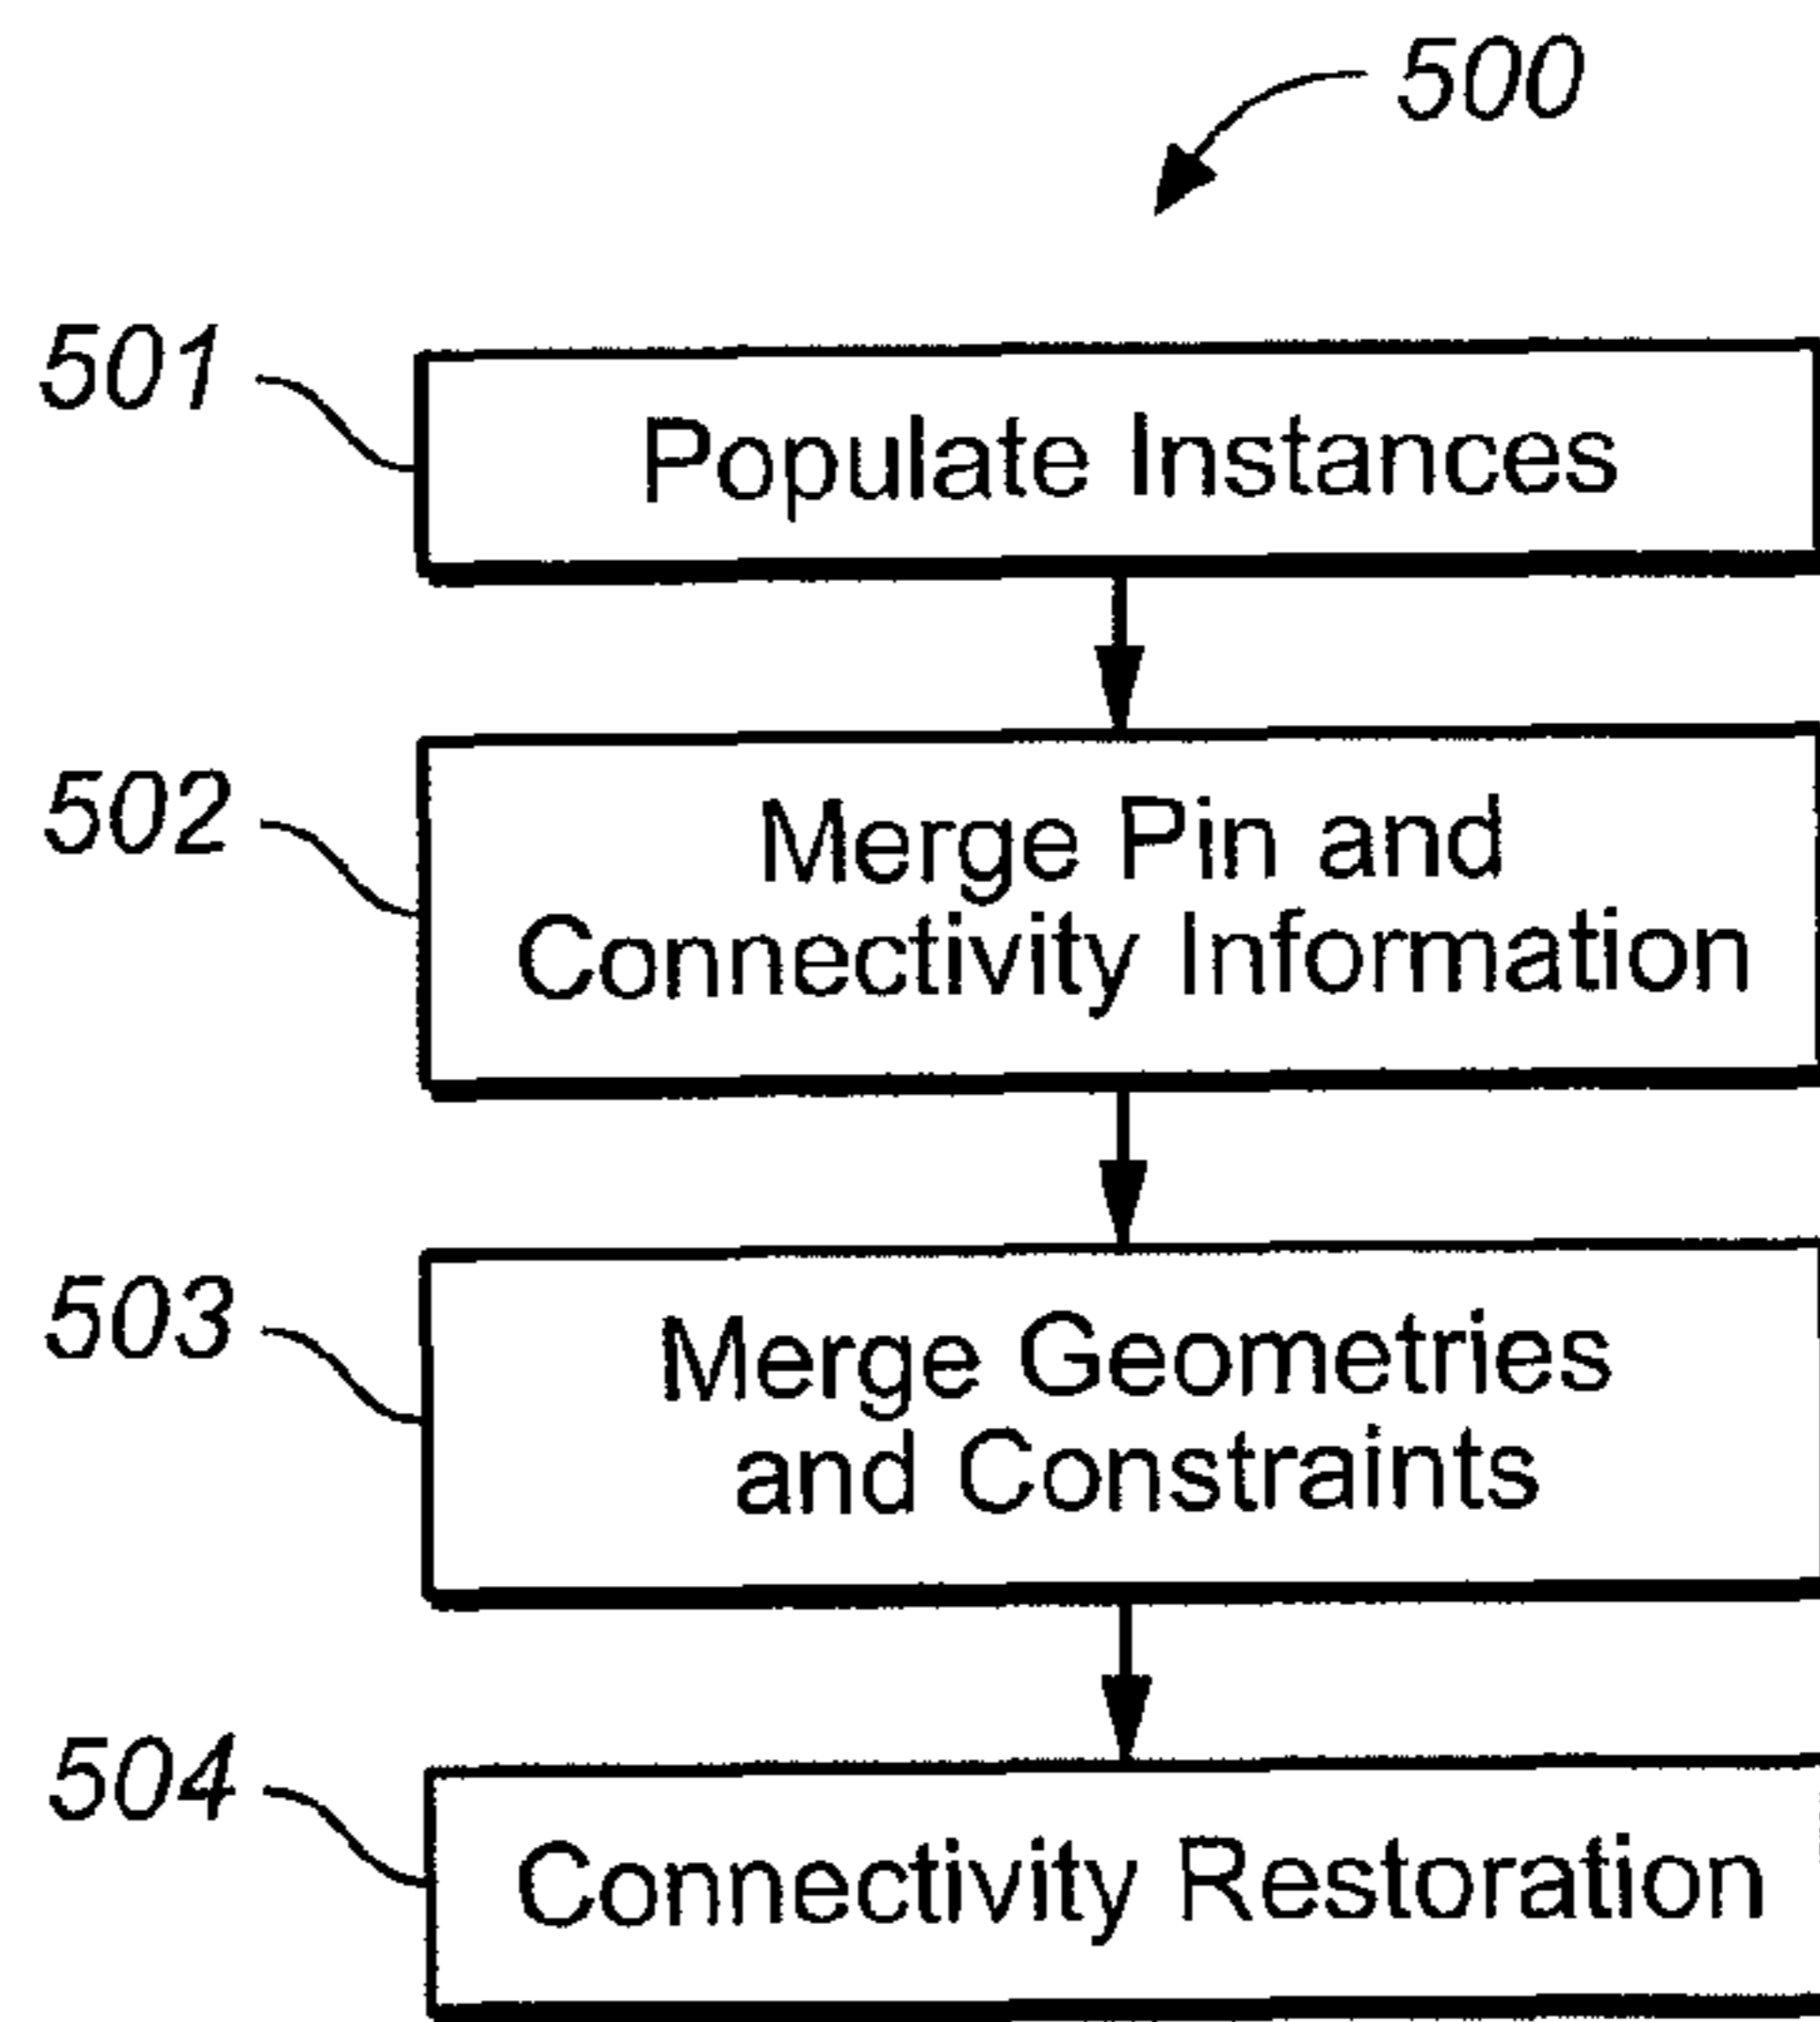 500
501
Populate Instances
502
Merge Pin and
Connectivity Information
503
Merge Geometries
and Constraints
504
Connectivity Restoration